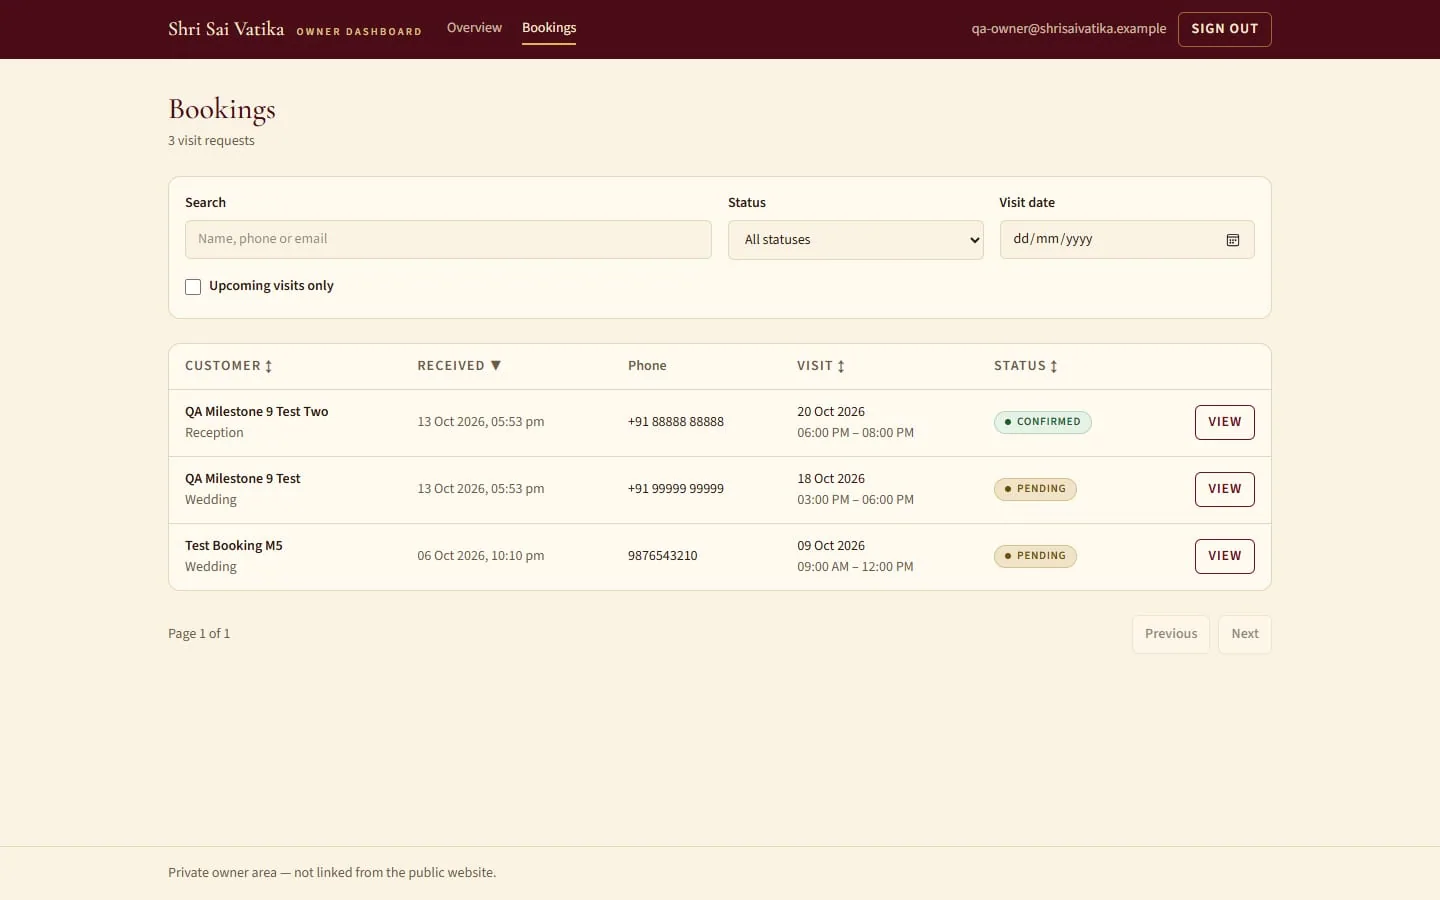 Shri Sai Vatika OWNER DASHBOARD Overview Bookings qa-owner@shrisaivatika.example SIGN OUT
Bookings
3 visit requests
Search Status Visit date
Name, phone or email All statuses dd/mm/yyyy
Upcoming visits only
CUSTOMER ↕ RECEIVED ▼ Phone VISIT ↕ STATUS ↕
QA Milestone 9 Test Two 13 Oct 2026, 05:53 pm +91 88888 88888 20 Oct 2026 CONFIRMED VIEW
Reception 06:00 PM – 08:00 PM
QA Milestone 9 Test 13 Oct 2026, 05:53 pm +91 99999 99999 18 Oct 2026 PENDING VIEW
Wedding 03:00 PM – 06:00 PM
Test Booking M5 06 Oct 2026, 10:10 pm 9876543210 09 Oct 2026 PENDING VIEW
Wedding 09:00 AM – 12:00 PM
Page 1 of 1 Previous Next
Private owner area — not linked from the public website.